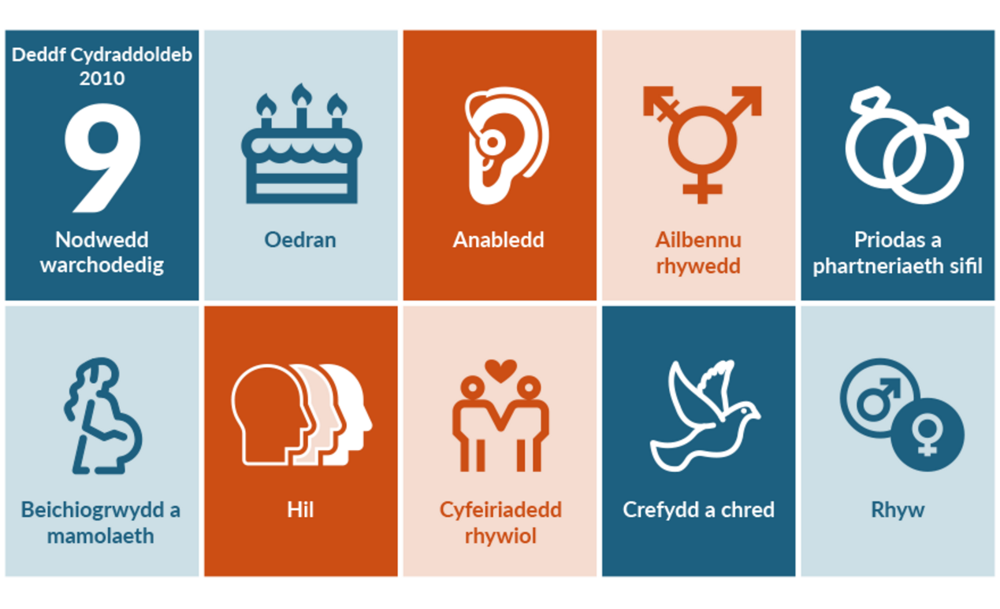 Deddf Cydraddoldeb
2010
9
Nodwedd
warchodedig
Oedran
Anabledd
Ailbennu
rhywedd
Priodas a
phartneriaeth sifil
Beichiogrwydd a
mamolaeth
Hil
Cyfeiriadedd
rhywiol
Crefydd a chred
Rhyw